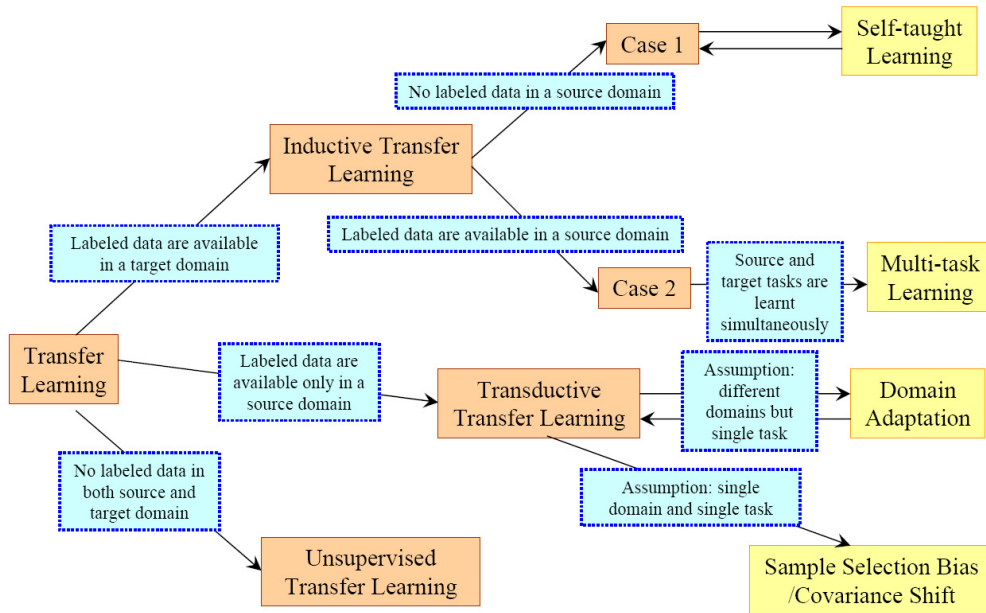 Case 1
Self-taught
Learning
No labeled data in a source domain
Inductive Transfer
Learning
Labeled data are available
in a target domain
Labeled data are available in a source domain
Case 2
Source and
target tasks are
learnt
simultaneously
Multi-task
Learning
Transfer
Learning
Labeled data are
available only in a
source domain
Transductive
Transfer Learning
Assumption:
different
domains but
single task
Domain
Adaptation
No labeled data in
both source and
target domain
Assumption: single
domain and single task
Unsupervised
Transfer Learning
Sample Selection Bias
/Covariance Shift